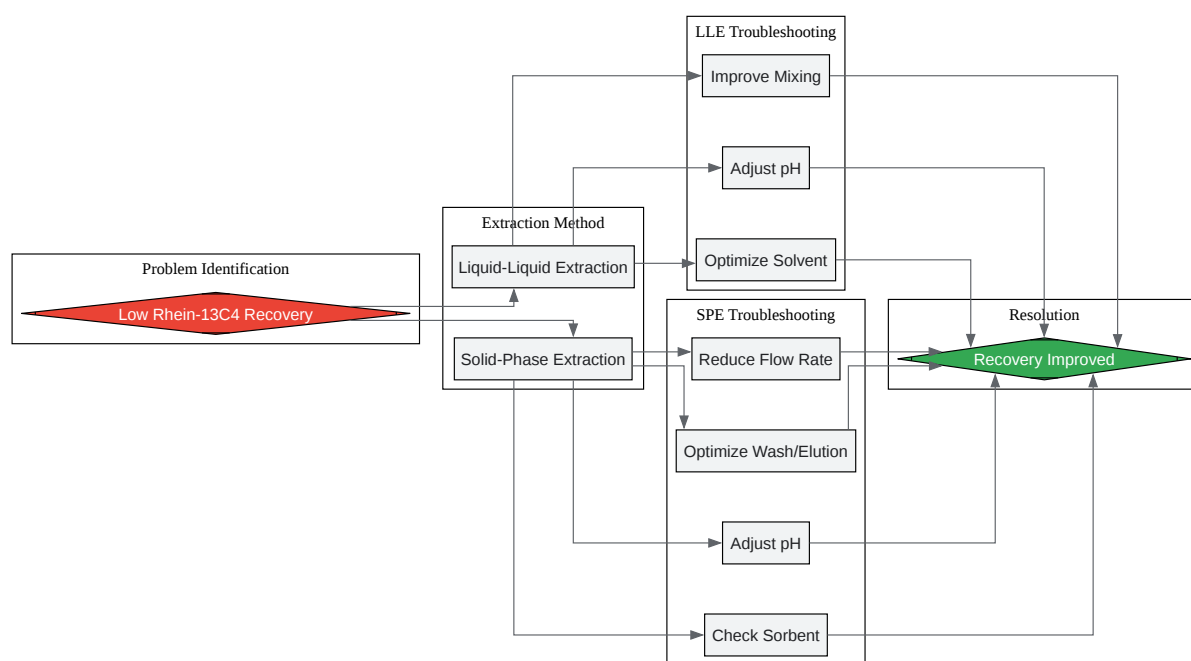 Problem Identification
Low Rhein-13C4 Recovery
Extraction Method
Liquid-Liquid Extraction
Solid-Phase Extraction
LLE Troubleshooting
Improve Mixing
Adjust pH
Optimize Solvent
SPE Troubleshooting
Reduce Flow Rate
Optimize Wash/Elution
Adjust pH
Check Sorbent
Resolution
Recovery Improved